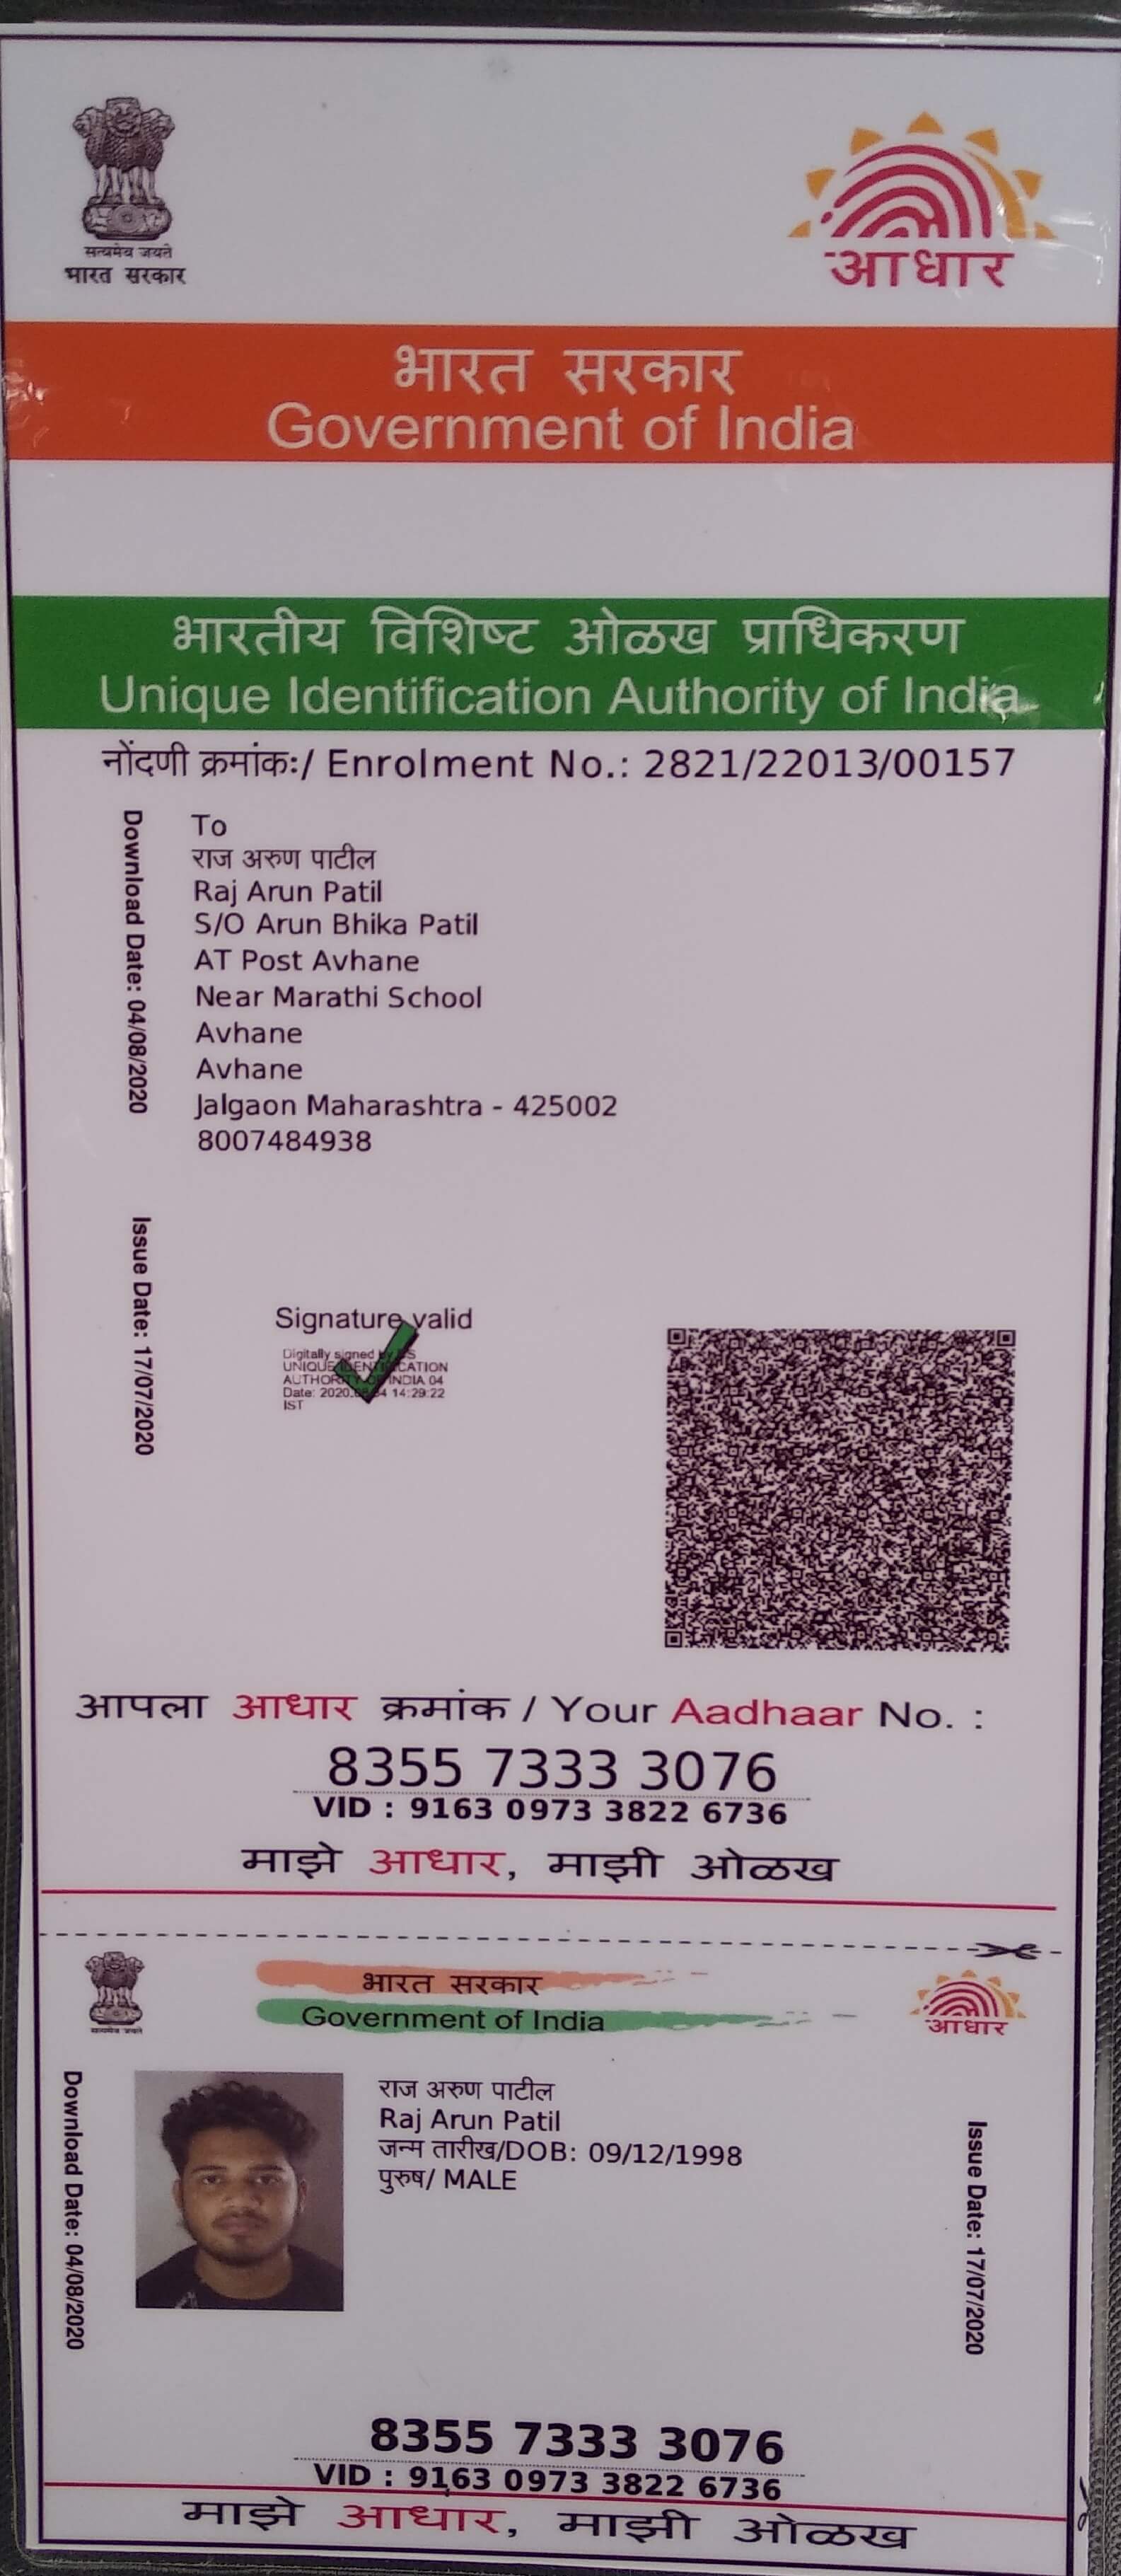 सत्यमेव जयते
भारत सरकार
आधार
भारत सरकार
Government of India
भारतीय विशिष्ट ओळख प्राधिकरण
Unique Identification Authority of India
नोंदणी क्रमांकः/ Enrolment No.: 2821/22013/00157
Download Date: 04/08/2020
To
राज अरुण पाटील
Raj Arun Patil
S/O Arun Bhika Patil
AT Post Avhane
Near Marathi School
Avhane
Avhane
Jalgaon Maharashtra - 425002
8007484938
Issue Date: 17/07/2020
Signature valid
Digitally signed by DS
UNIQUE IDENTIFICATION
AUTHORITY OF INDIA 04
Date: 2020.08.04 14:29:22
IST
आपला आधार क्रमांक / Your Aadhaar No. :
8355 7333 3076
VID : 9163 0973 3822 6736
माझे आधार, माझी ओळख
सत्यमेव जयते
भारत सरकार
Government of India
आधार
Download Date: 04/08/2020
राज अरुण पाटील
Raj Arun Patil
जन्म तारीख/DOB: 09/12/1998
पुरुष/ MALE
Issue Date: 17/07/2020
8355 7333 3076
VID : 9163 0973 3822 6736
माझे आधार, माझी ओळख